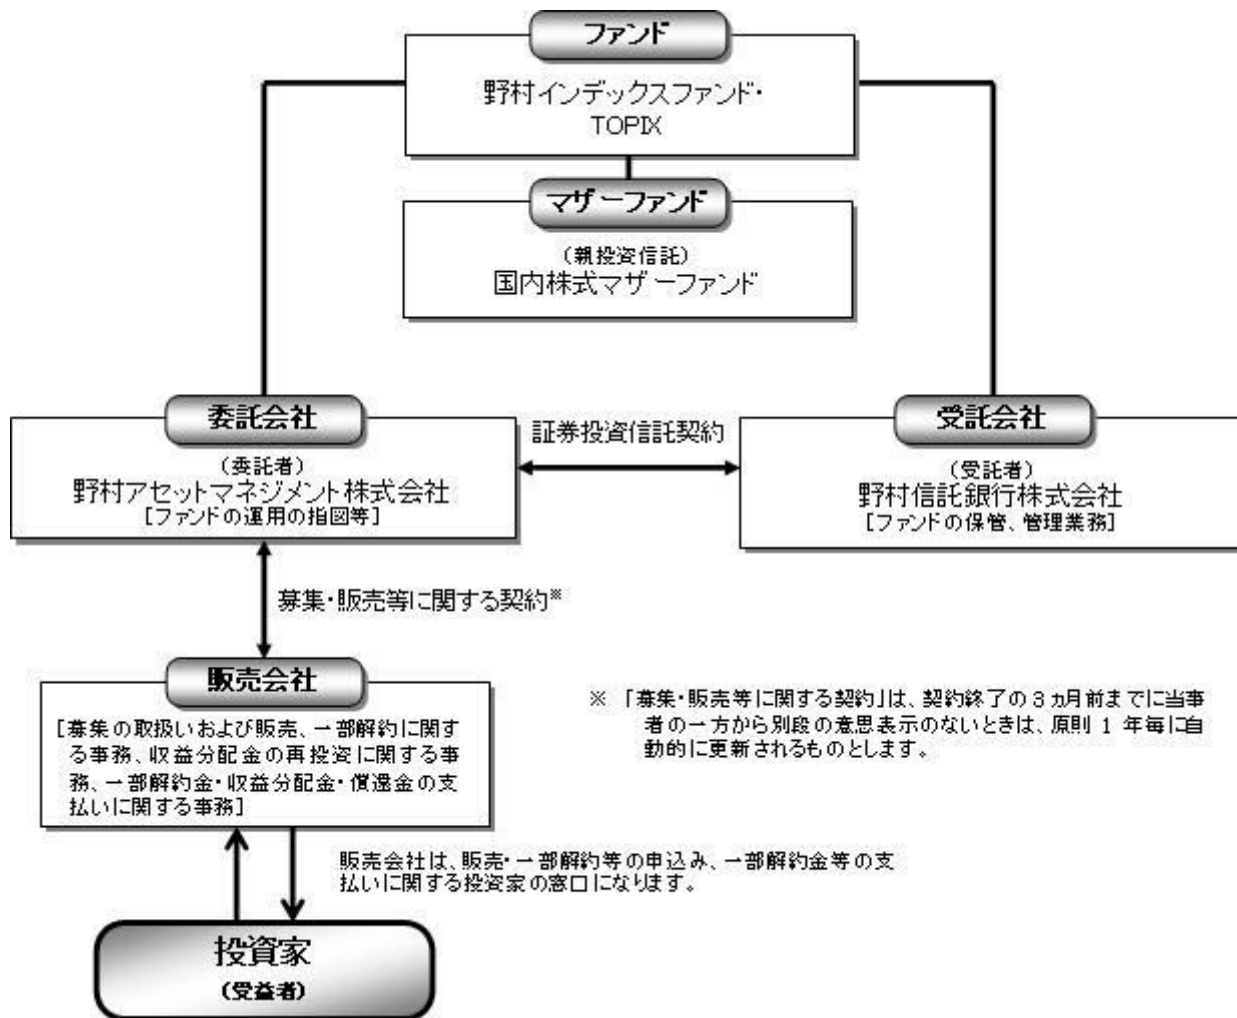 ファンド
野村インデックスファンド・
TOPIX
マザーファンド
(親投資信託)
国内株式マザーファンド
委託会社
(委託者)
野村アセットマネジメント株式会社
[ファンドの運用の指図等]
証券投資信託契約
受託会社
(受託者)
野村信託銀行株式会社
[ファンドの保管、管理業務]
募集・販売等に関する契約※
販売会社
[募集の取扱いおよび販売、一部解約に関す
る事務、収益分配金の再投資に関する事
務、一部解約金・収益分配金・償還金の支
払いに関する事務]
※ 「募集・販売等に関する契約」は、契約終了の3ヵ月前までに当事
者の一方から別段の意思表示のないときは、原則 1 年毎に自
動的に更新されるものとします。
販売会社は、販売・一部解約等の申込み、一部解約金等の支
払いに関する投資家の窓口になります。
投資家
(受益者)